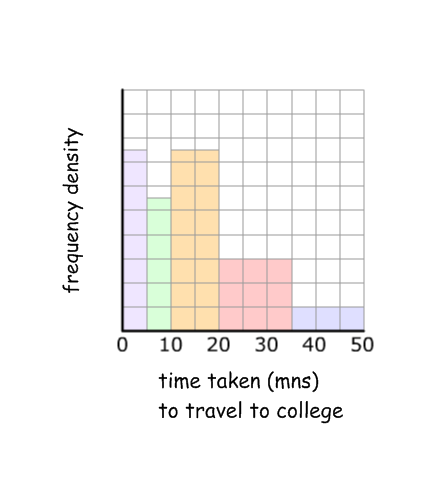 frequency density
0 10 20 30 40 50
time taken (mns)
to travel to college